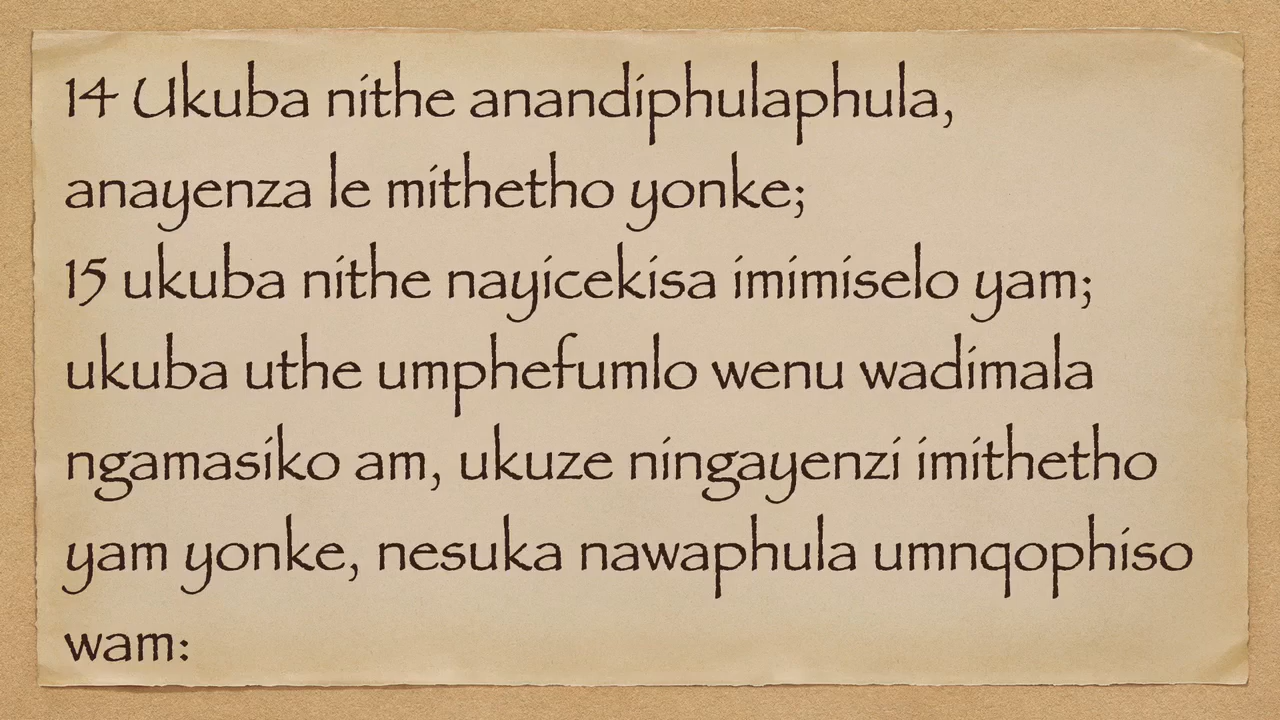 14 Ukuba nithe anandiphulaphula,
anayenza le mithetho yonke;
15 ukuba nithe nayicekisa imimiselo yam;
ukuba uthe umphefumlo wenu wadimala
ngamasiko am, ukuze ningayenzi imithetho
yam yonke, nesuka nawaphula umnqophiso
wam: